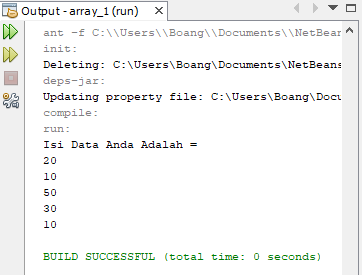 Output - array_1 (run)
ant -f C:\\Users\\Boang\\Documents\\NetBean
init:
Deleting: C:\Users\Boang\Documents\NetBeans
deps-jar:
Updating property file: C:\Users\Boang\Docu
compile:
run:
Isi Data Anda Adalah =
20
10
50
30
10
BUILD SUCCESSFUL (total time: 0 seconds)